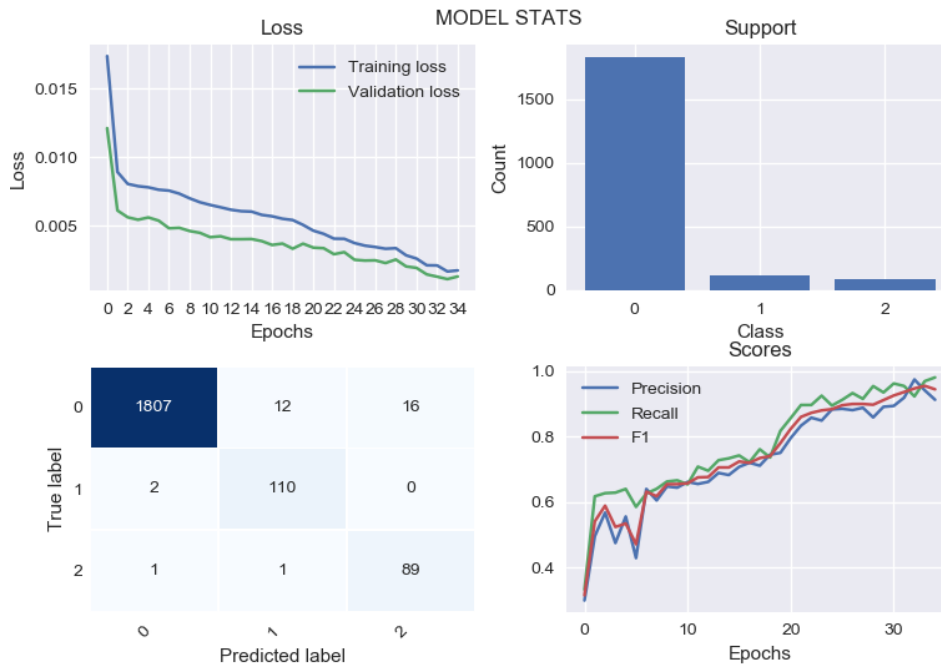 MODEL STATS
Loss
Training loss
Validation loss
0.015
0.010
0.005
Loss
0 2 4 6 8 10 12 14 16 18 20 22 24 26 28 30 32 34
Epochs
Support
1500
1000
500
0
Count
0 1 2
Class
0 1807 12 16
1 2 110 0
2 1 1 89
True label
0 1 2
Predicted label
Scores
Precision
Recall
F1
1.0
0.8
0.6
0.4
0 10 20 30
Epochs